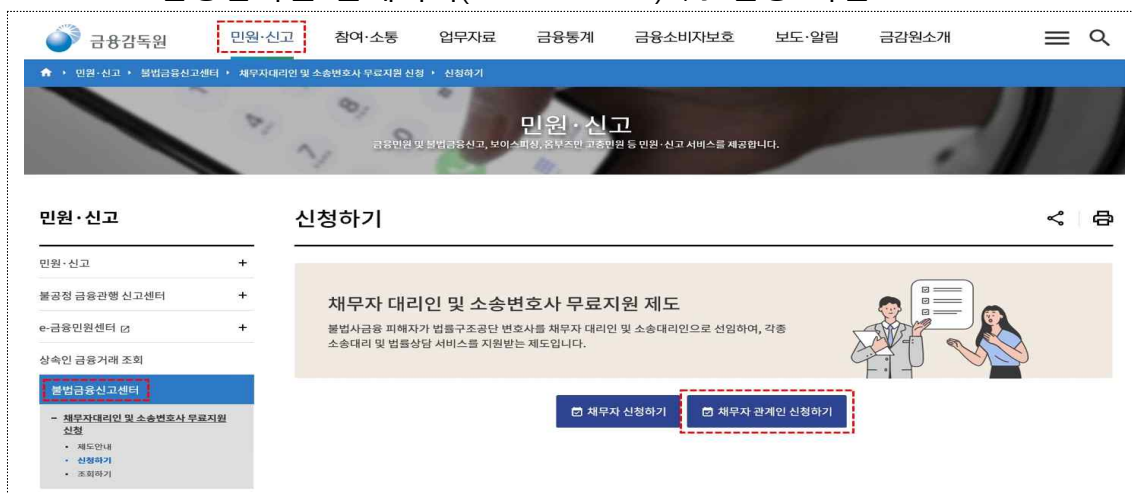 금융감독원
민원·신고 참여·소통 업무자료 금융통계 금융소비자보호 보도·알림 금감원소개
민원·신고 불법금융신고센터 채무자대리인 및 소송변호사 무료지원 신청 신청하기
민원·신고
금융민원 및 불법금융신고, 보이스피싱, 옴부즈만 고충민원 등 민원·신고 서비스를 제공합니다.
민원·신고
민원·신고 +
불공정 금융관행 신고센터 +
e-금융민원센터 +
상속인 금융거래 조회
불법금융신고센터
– 채무자대리인 및 소송변호사 무료지원
신청
• 제도안내
• 신청하기
• 조회하기
신청하기
채무자 대리인 및 소송변호사 무료지원 제도
불법사금융 피해자가 법률구조공단 변호사를 채무자 대리인 및 소송대리인으로 선임하여, 각종
소송대리 및 법률상담 서비스를 지원받는 제도입니다.
채무자 신청하기 채무자 관계인 신청하기